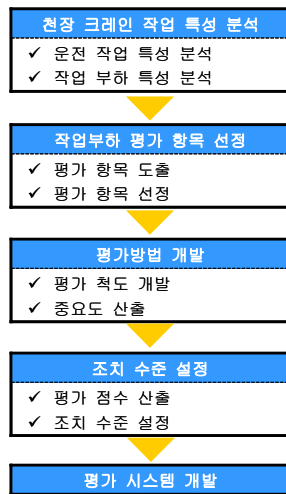 천장 크레인 작업 특성 분석
✓ 운전 작업 특성 분석
✓ 작업 부하 특성 분석
작업부하 평가 항목 선정
✓ 평가 항목 도출
✓ 평가 항목 선정
평가방법 개발
✓ 평가 척도 개발
✓ 중요도 산출
조치 수준 설정
✓ 평가 점수 산출
✓ 조치 수준 설정
평가 시스템 개발